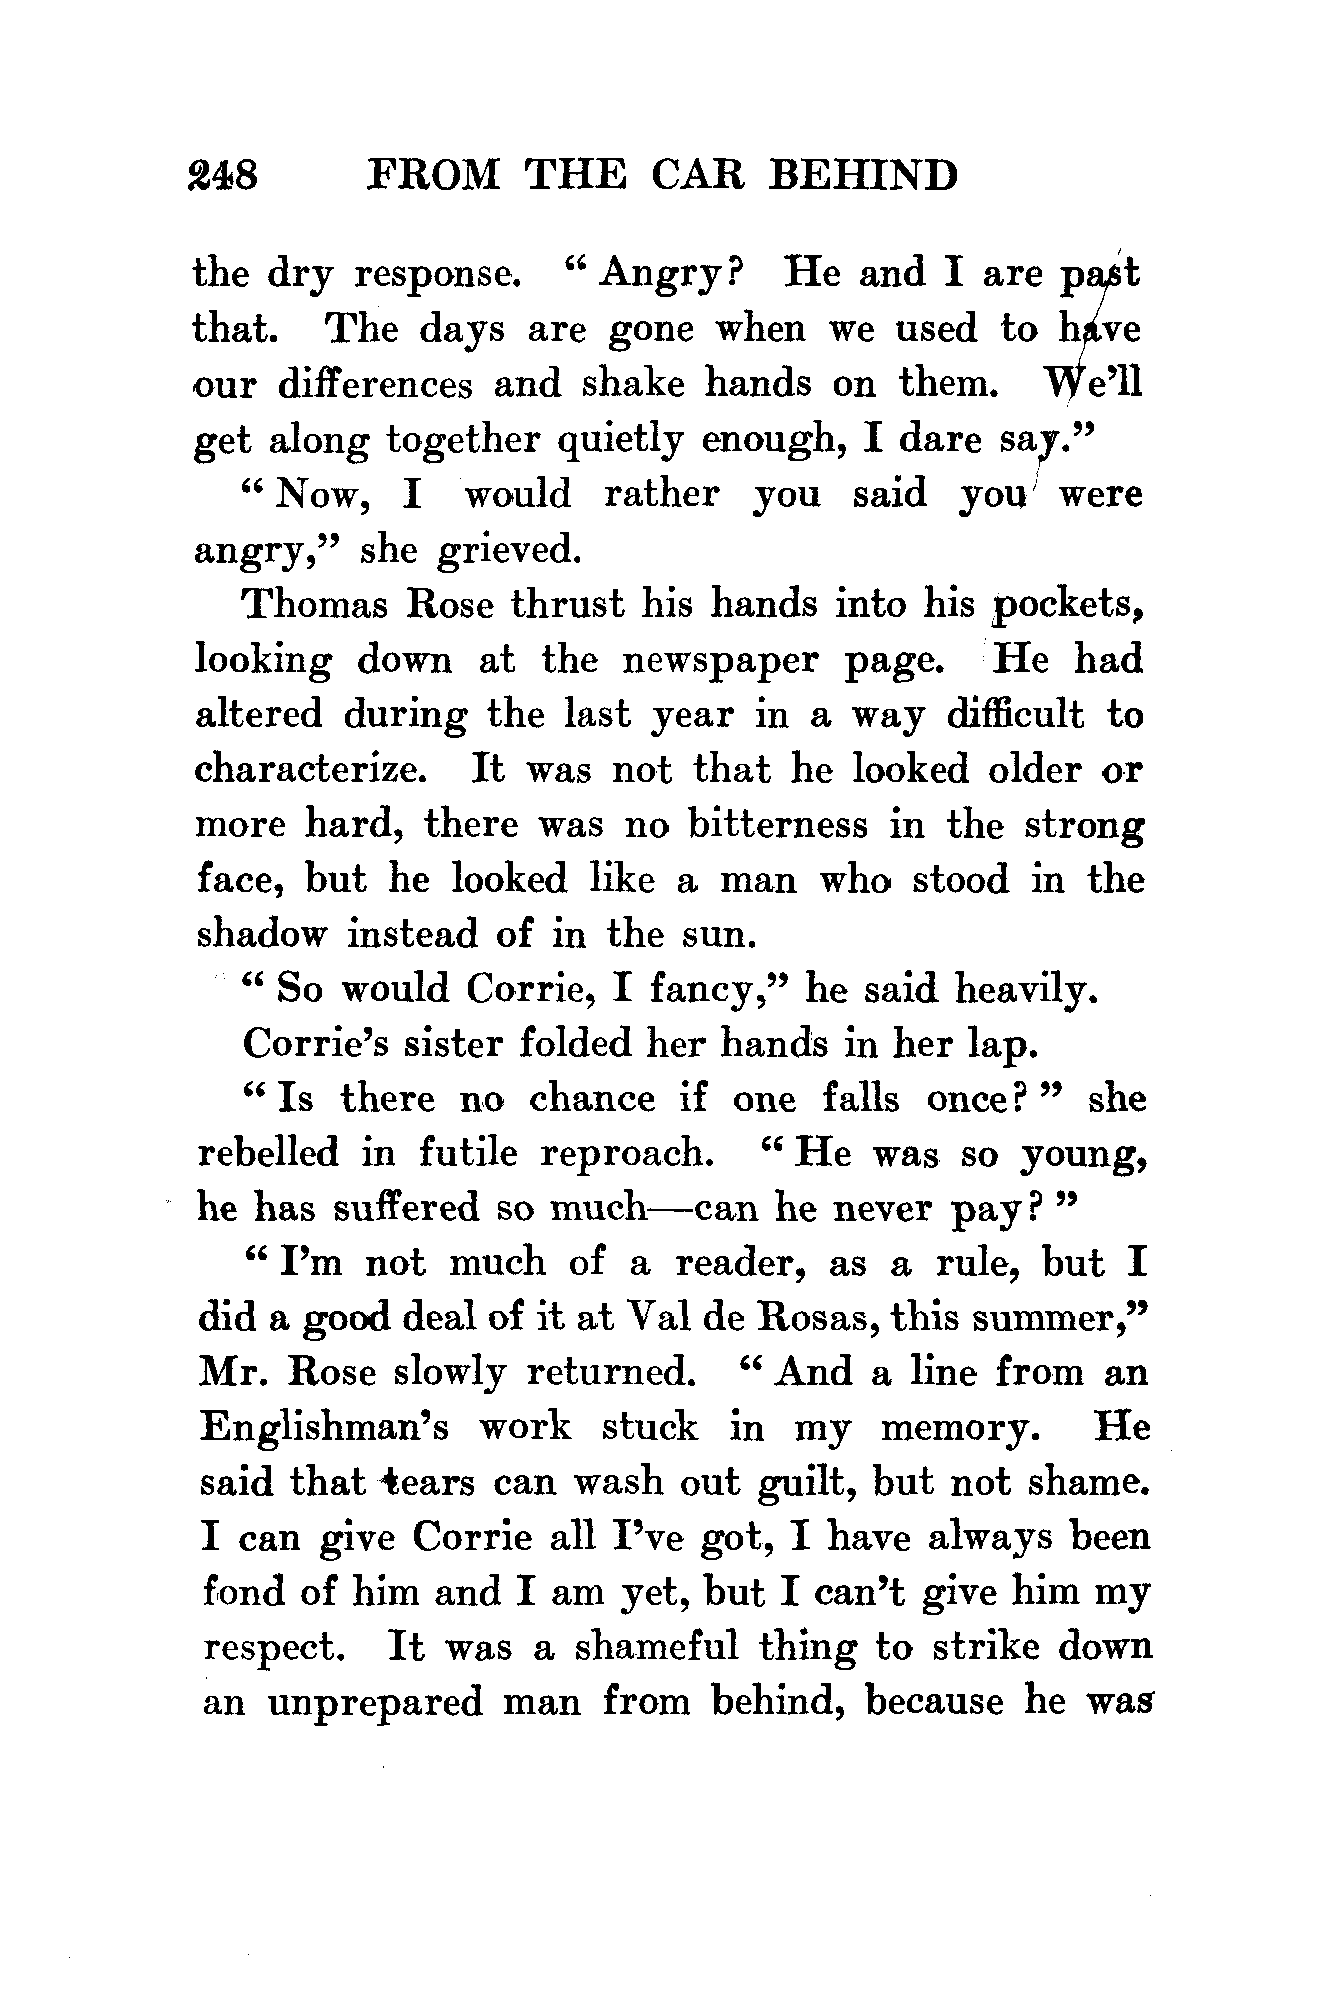 248 FROM THE CAR BEHIND
the dry response. “Angry? He and I are past
that. The days are gone when we used to have
our differences and shake hands on them. We’ll
get along together quietly enough, I dare say.”
“Now, I would rather you said you were
angry,” she grieved.
Thomas Rose thrust his hands into his pockets,
looking down at the newspaper page. He had
altered during the last year in a way difficult to
characterize. It was not that he looked older or
more hard, there was no bitterness in the strong
face, but he looked like a man who stood in the
shadow instead of in the sun.
“So would Corrie, I fancy,” he said heavily.
Corrie’s sister folded her hands in her lap.
“Is there no chance if one falls once?” she
rebelled in futile reproach. “He was so young,
he has suffered so much—can he never pay?”
“I’m not much of a reader, as a rule, but I
did a good deal of it at Val de Rosas, this summer,”
Mr. Rose slowly returned. “And a line from an
Englishman’s work stuck in my memory. He
said that tears can wash out guilt, but not shame.
I can give Corrie all I’ve got, I have always been
fond of him and I am yet, but I can’t give him my
respect. It was a shameful thing to strike down
an unprepared man from behind, because he was